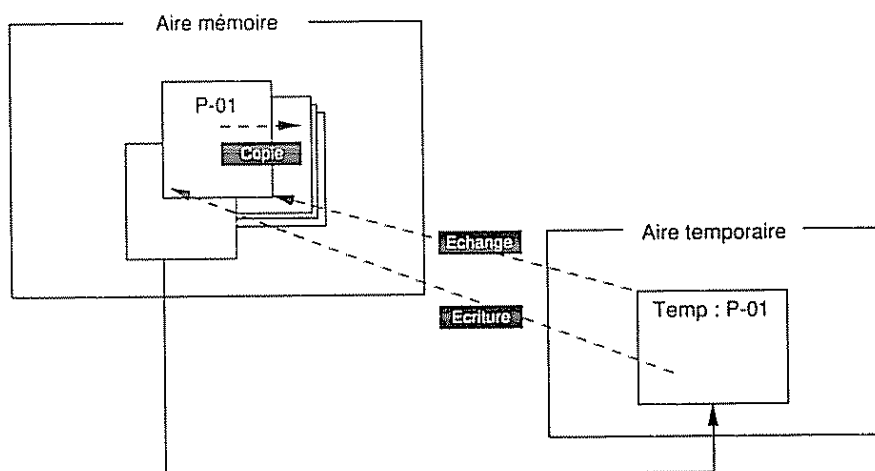 Aire mémoire
P-01
Copie
Echange
Aire temporaire
Ecriture
Temp : P-01